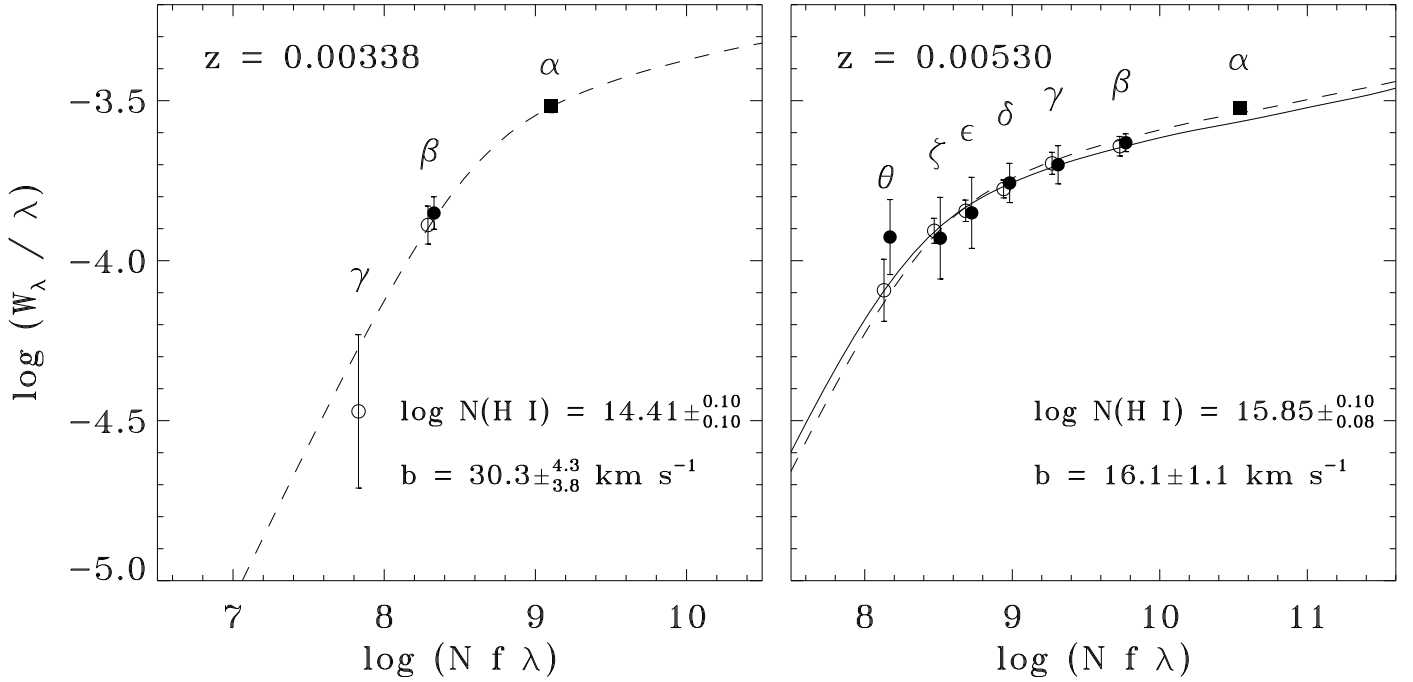 z = 0.00338
α
β
γ
log N(H I) = 14.41±0.10 0.10
b = 30.3±4.3 3.8 km s−1
−3.5
−4.0
−4.5
−5.0
log (Wλ / λ)
7 8 9 10
log (N f λ)
z = 0.00530
α
β
γ
δ
ϵ
ζ
θ
log N(H I) = 15.85±0.10 0.08
b = 16.1±1.1 km s−1
8 9 10 11
log (N f λ)